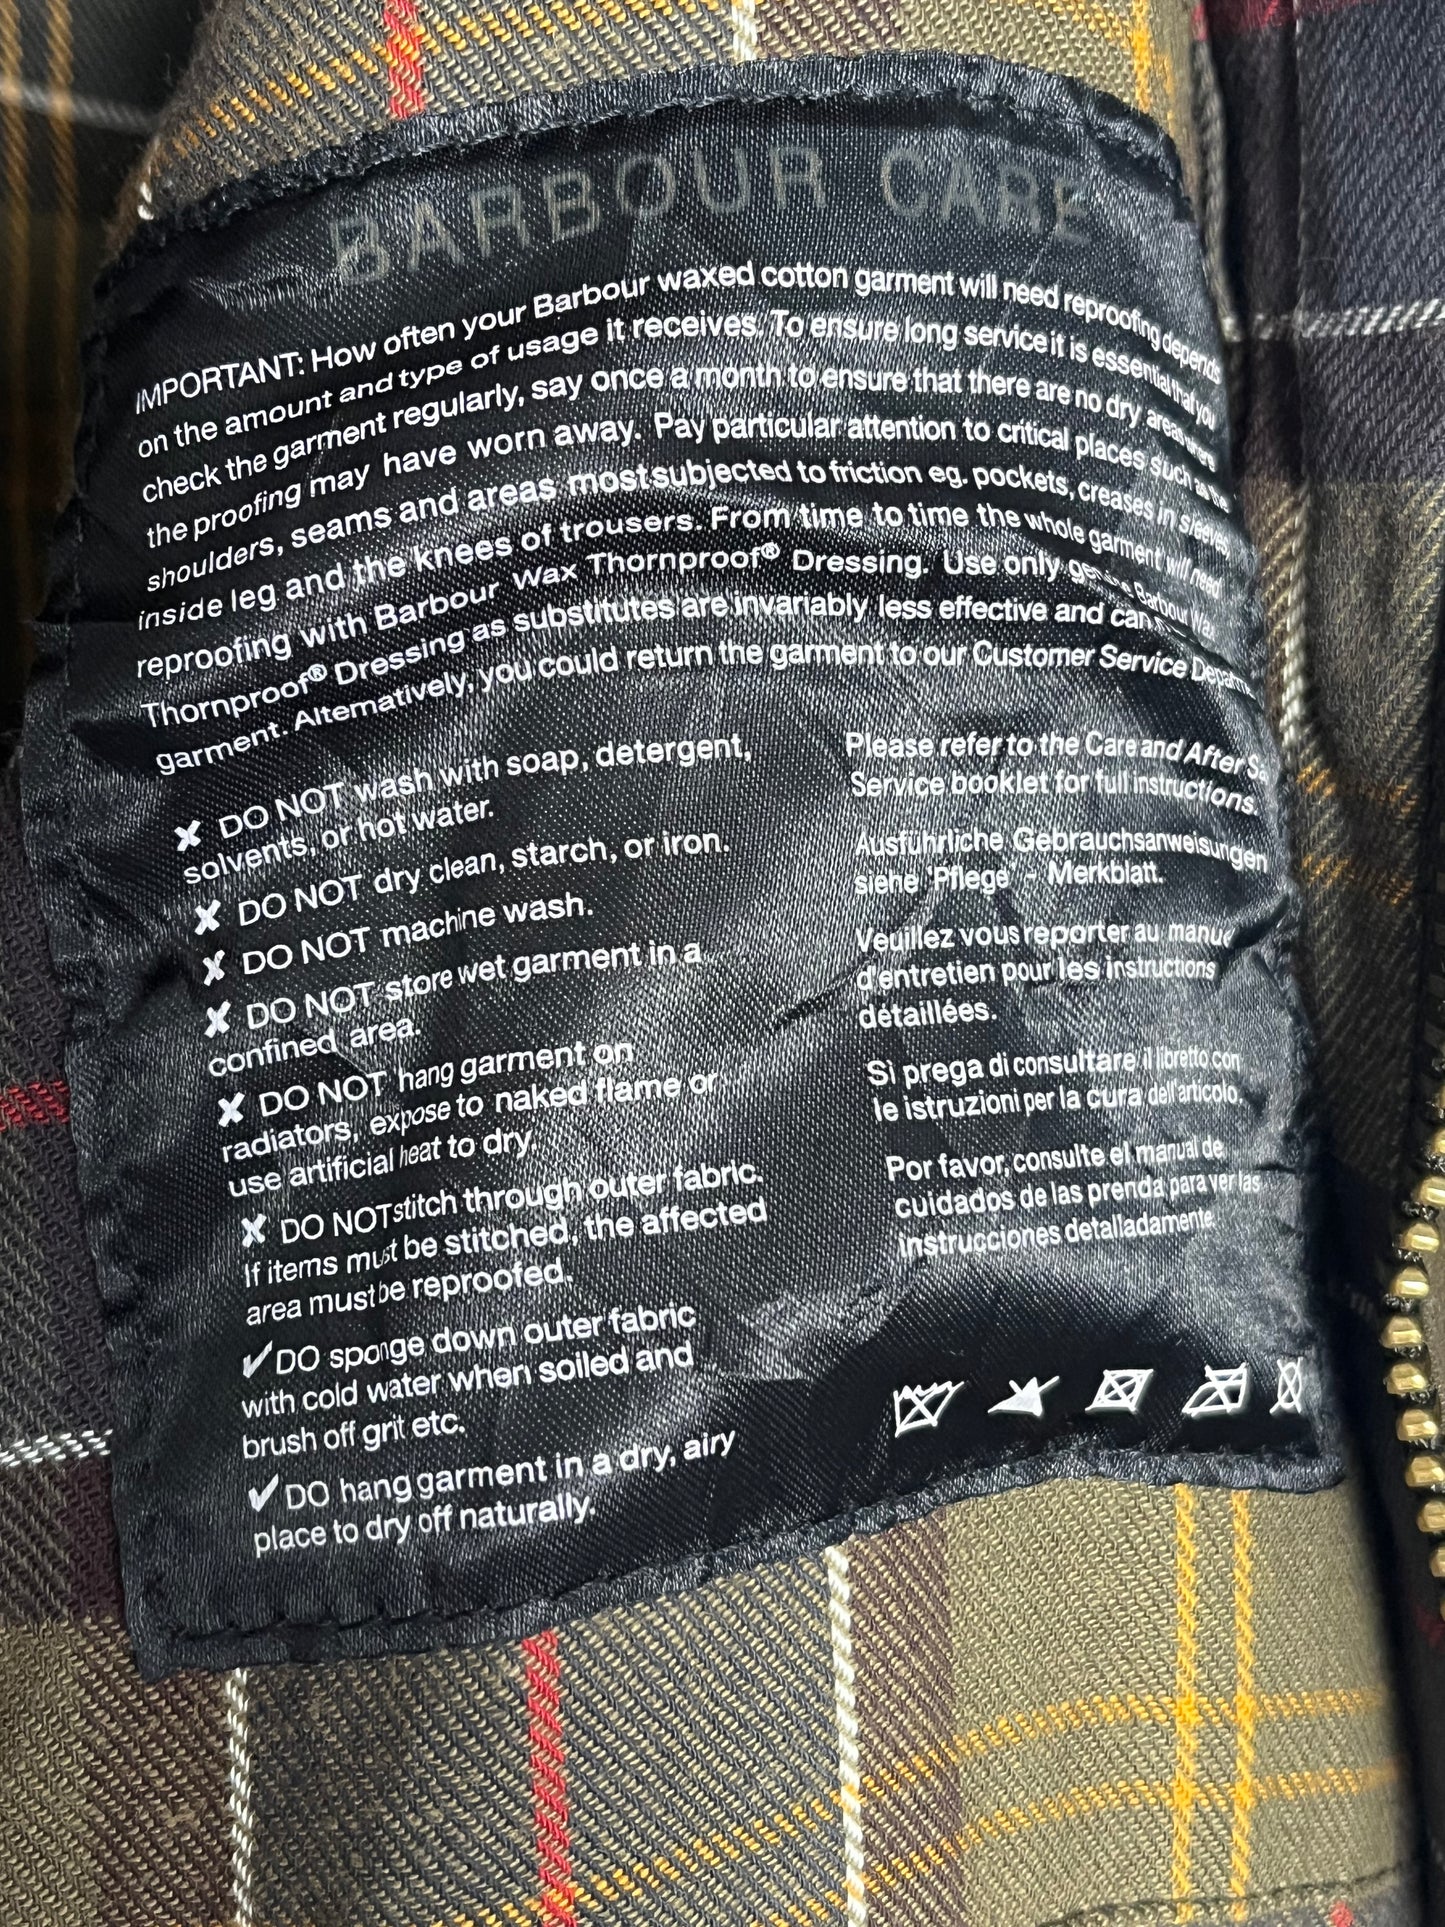 BARBOUR CARE
IMPORTANT: How often your Barbour waxed cotton garment will need reproofing depends
on the amount and type of usage it receives. To ensure long service it is essential that you
check the garment regularly, say once a month to ensure that there are no dry areas where
the proofing may have worn away. Pay particular attention to critical places such as the
shoulders, seams and areas most subjected to friction eg. pockets, creases in sleeves,
inside leg and the knees of trousers. From time to time the whole garment will need
reproofing with Barbour Wax Thornproof® Dressing. Use only genuine Barbour Wax
Thornproof® Dressing as substitutes are invariably less effective and can
garment. Alternatively, you could return the garment to our Customer Service
✘ DO NOT wash with soap, detergent,
solvents, or hot water.
✘ DO NOT dry clean, starch, or iron.
✘ DO NOT machine wash.
✘ DO NOT store wet garment in a
confined area.
✘ DO NOT hang garment on
radiators, expose to naked flame or
use artificial heat to dry.
✘ DO NOT stitch through outer fabric.
If items must be stitched, the affected
area must be reproofed.
✔ DO sponge down outer fabric
with cold water when soiled and
brush off grit etc.
✔ DO hang garment in a dry, airy
place to dry off naturally.
Please refer to the Care and After
Service booklet for full instructions.
Ausführliche Gebrauchsanweisungen
siehe 'Pflege' - Merkblatt.
Veuillez vous reporter au
d'entretien pour les instructions
détaillées.
Si prega di consultare il libretto con
le istruzioni per la cura dell'articolo.
Por favor, consulte el manual de
cuidados de las prenda para ver las
instrucciones detalladamente.